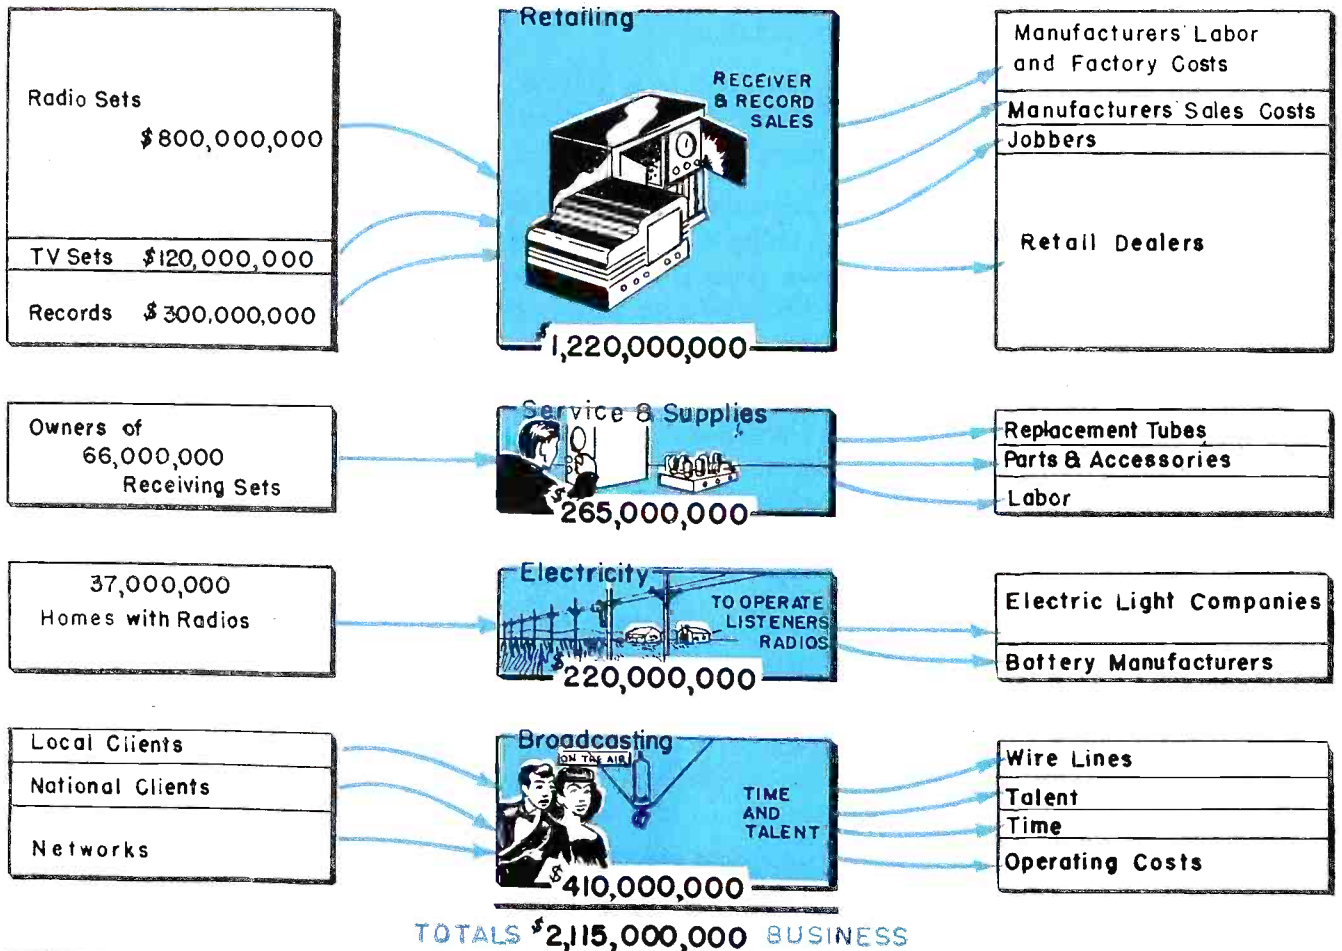 Radio Sets
$800,000,000
TV Sets $120,000,000
Records $300,000,000
Retailing
RECEIVER
& RECORD
SALES
$1,220,000,000
Manufacturers' Labor
and Factory Costs
Manufacturers' Sales Costs
Jobbers
Retail Dealers
Owners of
66,000,000
Receiving Sets
Service & Supplies
$265,000,000
Replacement Tubes
Parts & Accessories
Labor
37,000,000
Homes with Radios
Electricity
TO OPERATE
LISTENERS
RADIOS
$220,000,000
Electric Light Companies
Battery Manufacturers
Local Clients
National Clients
Networks
Broadcasting
ON THE AIR
TIME
AND
TALENT
$410,000,000
Wire Lines
Talent
Time
Operating Costs
TOTALS $2,115,000,000 BUSINESS